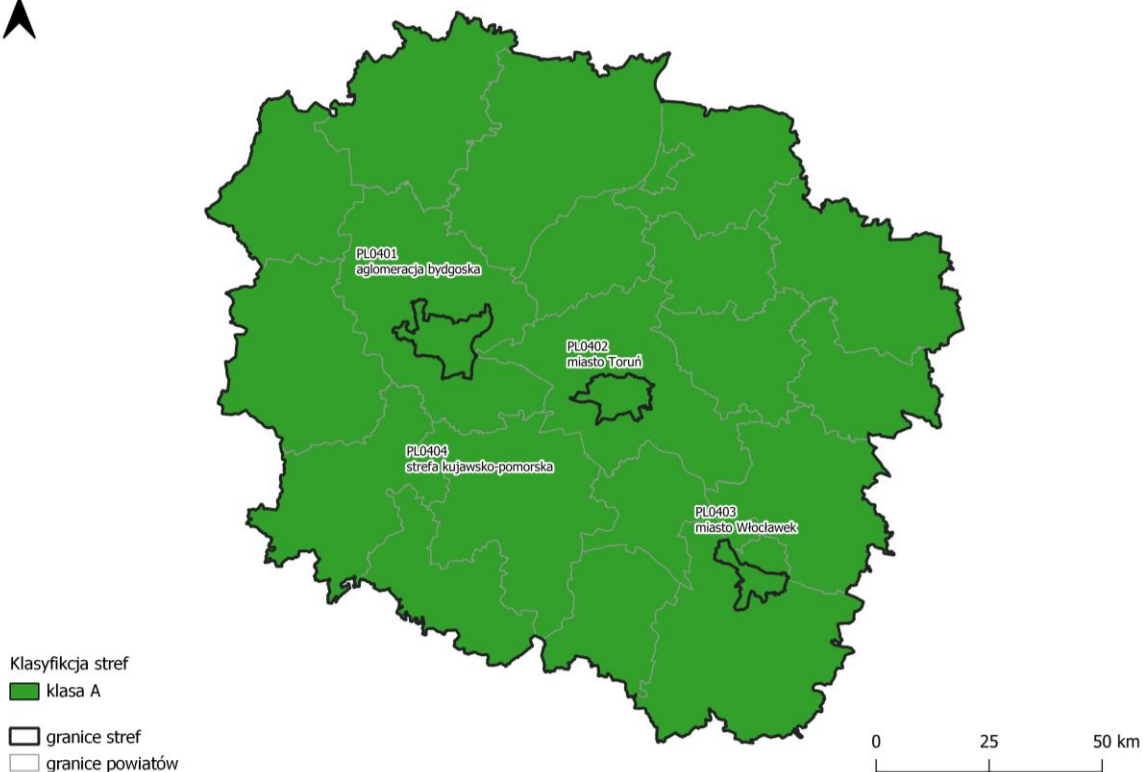 PL0401
aglomeracja bydgoska
PL0402
miasto Toruń
PL0404
strefa kujawsko-pomorska
PL0403
miasto Włocławek
Klasyfikcja stref
klasa A
granice stref
granice powiatów
0 25 50 km